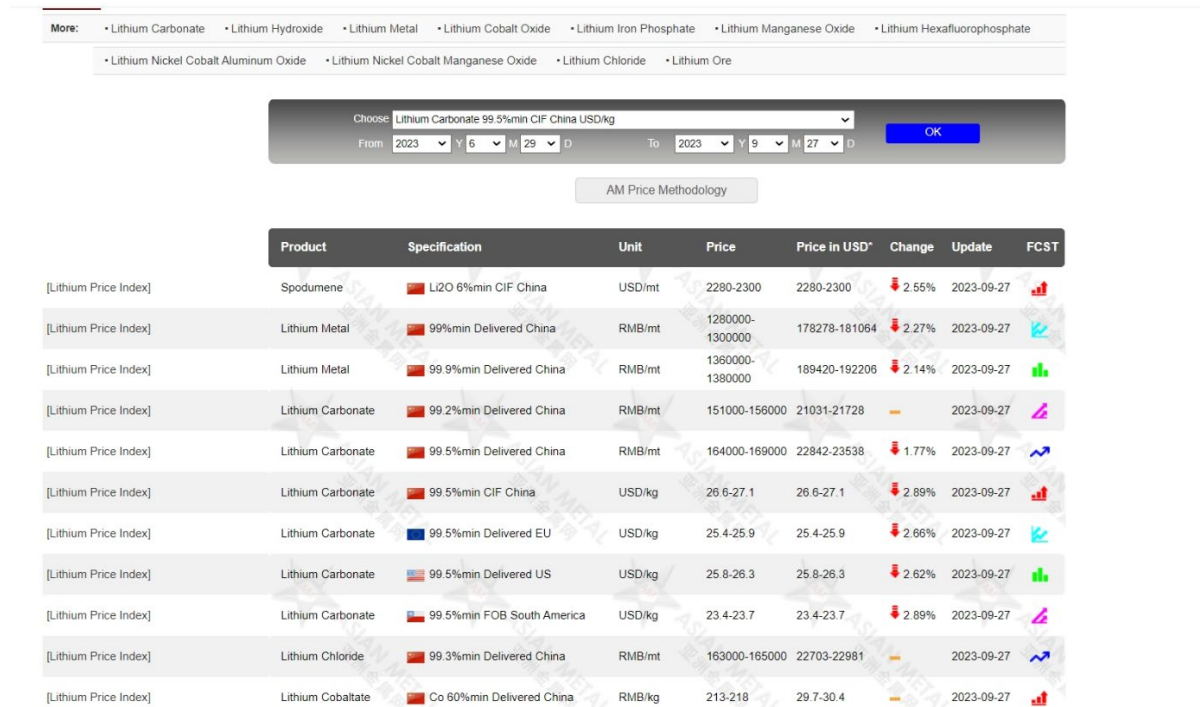 More: • Lithium Carbonate • Lithium Hydroxide • Lithium Metal • Lithium Cobalt Oxide • Lithium Iron Phosphate • Lithium Manganese Oxide • Lithium Hexafluorophosphate
• Lithium Nickel Cobalt Aluminum Oxide • Lithium Nickel Cobalt Manganese Oxide • Lithium Chloride • Lithium Ore
Choose Lithium Carbonate 99.5%min CIF China USD/kg
OK
From 2023 Y 6 M 29 D To 2023 Y 9 M 27 D
AM Price Methodology
Product Specification Unit Price Price in USD* Change Update FCST
[Lithium Price Index] Spodumene Li2O 6%min CIF China USD/mt 2280-2300 2280-2300 2.55% 2023-09-27
[Lithium Price Index] Lithium Metal 99%min Delivered China RMB/mt 1280000-1300000 178278-181064 2.27% 2023-09-27
[Lithium Price Index] Lithium Metal 99.9%min Delivered China RMB/mt 1360000-1380000 189420-192206 2.14% 2023-09-27
[Lithium Price Index] Lithium Carbonate 99.2%min Delivered China RMB/mt 151000-156000 21031-21728 2023-09-27
[Lithium Price Index] Lithium Carbonate 99.5%min Delivered China RMB/mt 164000-169000 22842-23538 1.77% 2023-09-27
[Lithium Price Index] Lithium Carbonate 99.5%min CIF China USD/kg 26.6-27.1 26.6-27.1 2.89% 2023-09-27
[Lithium Price Index] Lithium Carbonate 99.5%min Delivered EU USD/kg 25.4-25.9 25.4-25.9 2.66% 2023-09-27
[Lithium Price Index] Lithium Carbonate 99.5%min Delivered US USD/kg 25.8-26.3 25.8-26.3 2.62% 2023-09-27
[Lithium Price Index] Lithium Carbonate 99.5%min FOB South America USD/kg 23.4-23.7 23.4-23.7 2.89% 2023-09-27
[Lithium Price Index] Lithium Chloride 99.3%min Delivered China RMB/mt 163000-165000 22703-22981 2023-09-27
[Lithium Price Index] Lithium Cobaltate Co 60%min Delivered China RMB/kg 213-218 29.7-30.4 2023-09-27
ASIAN METAL
亚洲金属网